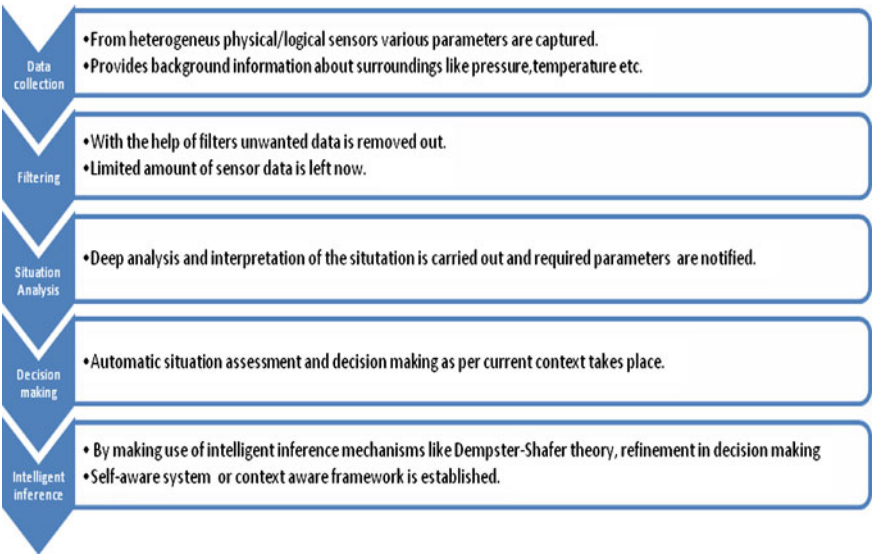 Data
collection
•From heterogeneus physical/logical sensors various parameters are captured.
•Provides background information about surroundings like pressure,temperature etc.
Filtering
•With the help of filters unwanted data is removed out.
•Limited amount of sensor data is left now.
Situation
Analysis
•Deep analysis and interpretation of the situtation is carried out and required parameters are notified.
Decision
making
•Automatic situation assessment and decision making as per current context takes place.
Intelligent
inference
• By making use of intelligent inference mechanisms like Dempster-Shafer theory, refinement in decision making
•Self-aware system or context aware framework is established.